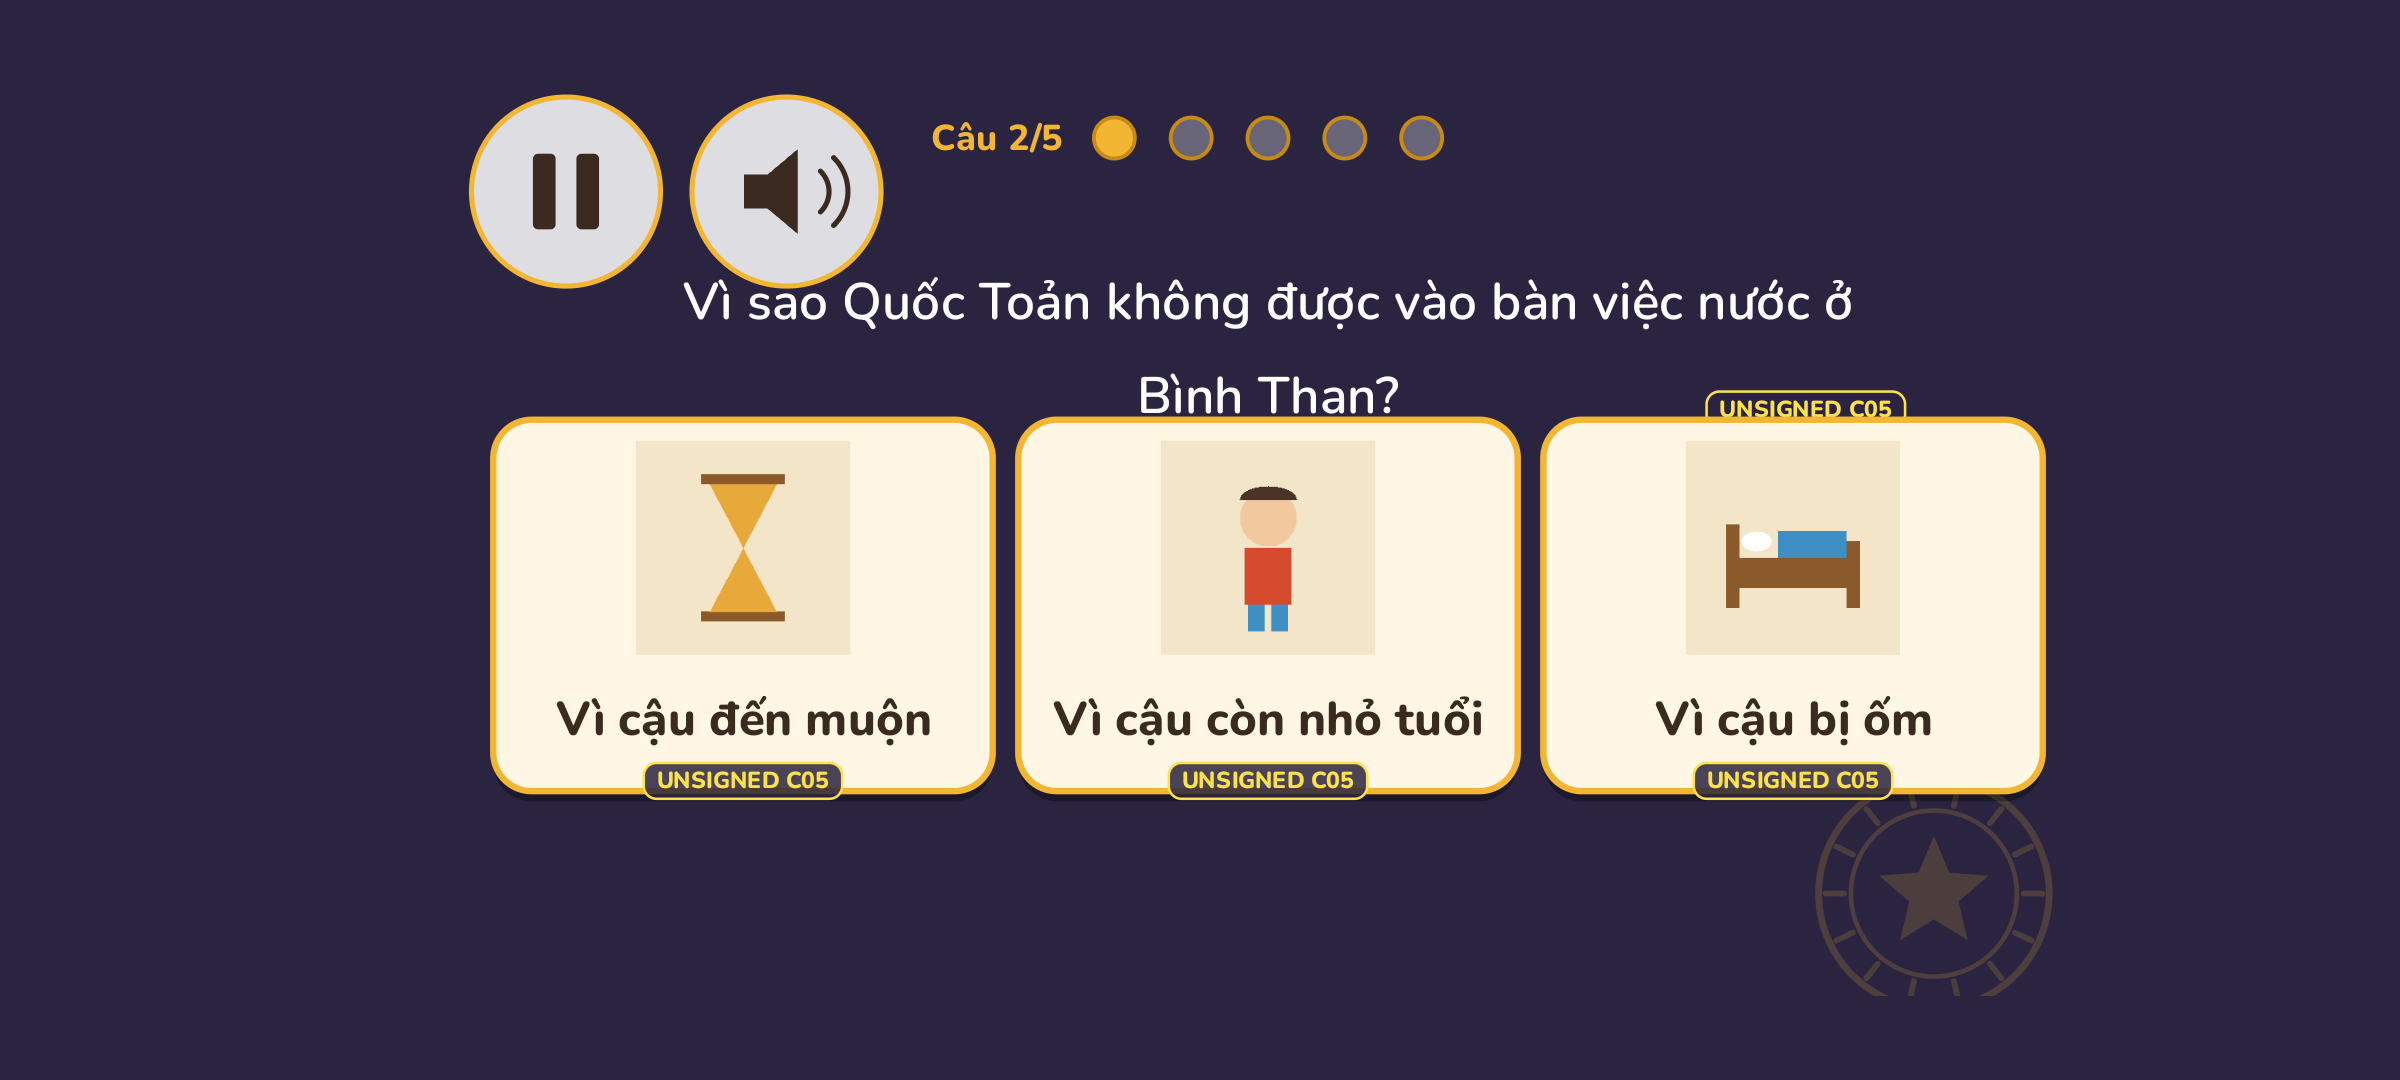 Câu 2/5
Vì sao Quốc Toản không được vào bàn việc nước ở
Bình Than?
UNSIGNED C05
Vì cậu đến muộn
Vì cậu còn nhỏ tuổi
Vì cậu bị ốm
UNSIGNED C05
UNSIGNED C05
UNSIGNED C05